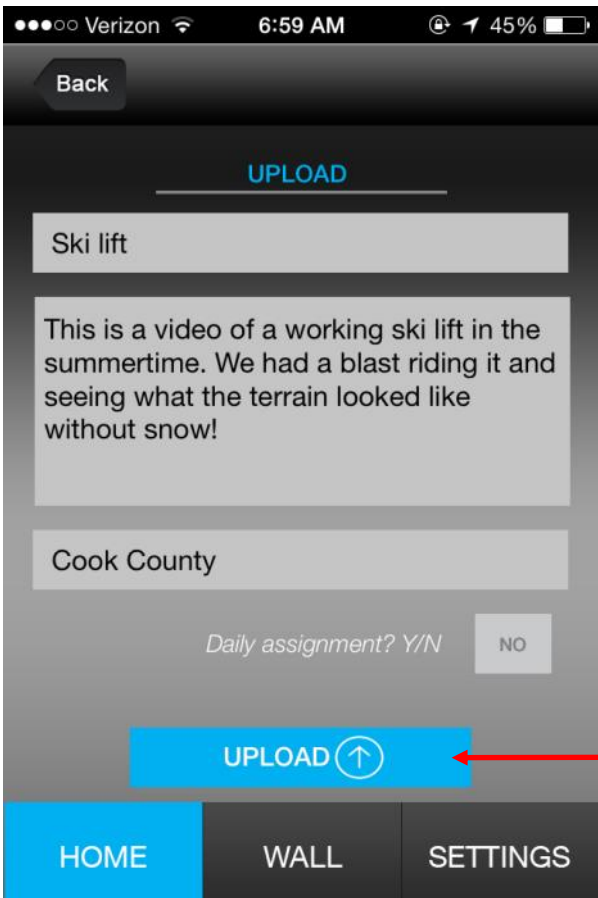 Verizon 6:59 AM 45%
Back
UPLOAD
Ski lift
This is a video of a working ski lift in the
summertime. We had a blast riding it and
seeing what the terrain looked like
without snow!
Cook County
Daily assignment? Y/N NO
UPLOAD
HOME WALL SETTINGS